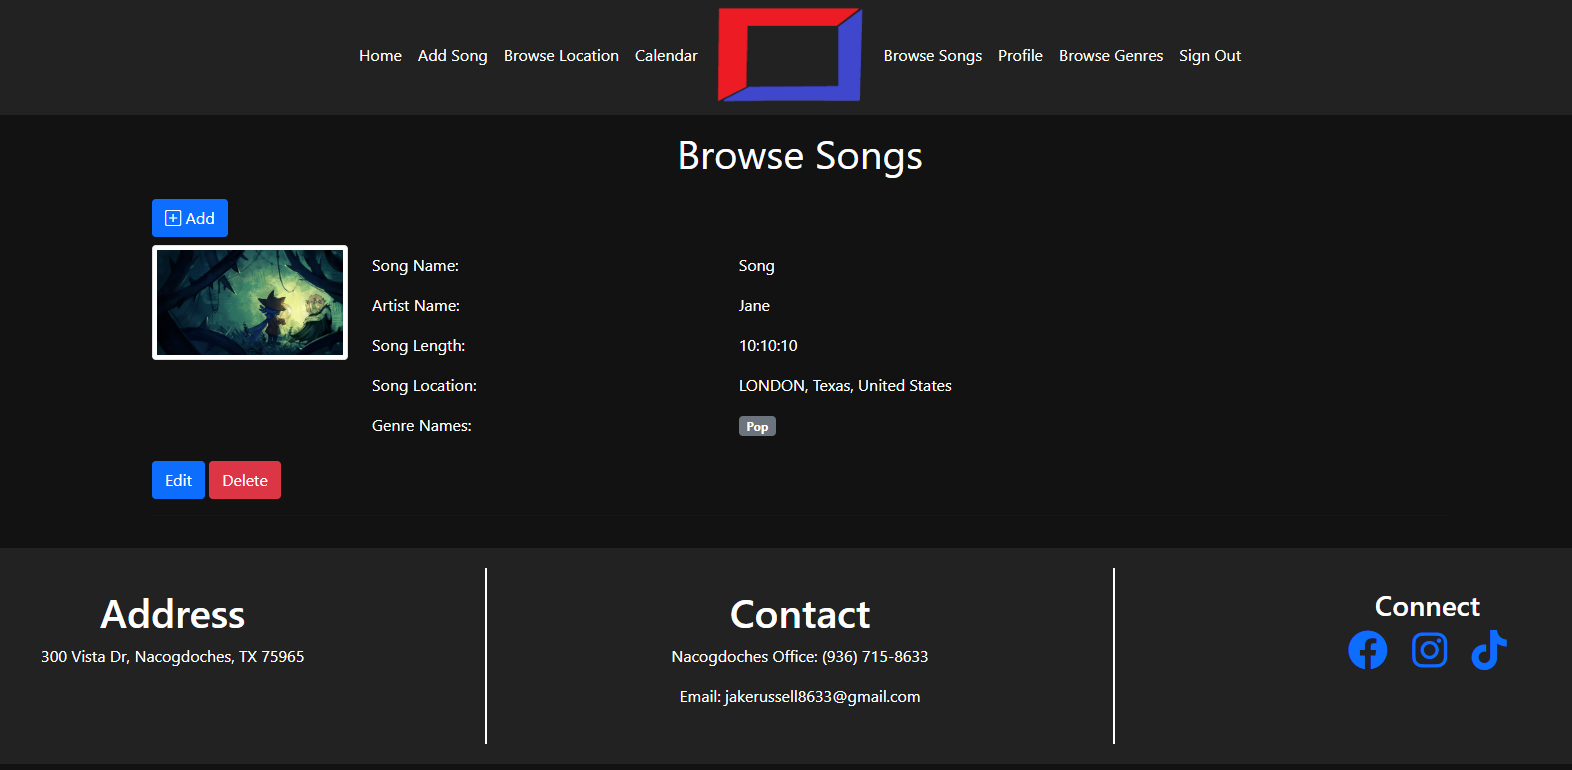 Home Add Song Browse Location Calendar Browse Songs Profile Browse Genres Sign Out
Browse Songs
Add
Song Name: Song
Artist Name: Jane
Song Length: 10:10:10
Song Location: LONDON, Texas, United States
Genre Names: Pop
Edit Delete
Address
300 Vista Dr, Nacogdoches, TX 75965
Contact
Nacogdoches Office: (936) 715-8633
Email: jakerussell8633@gmail.com
Connect